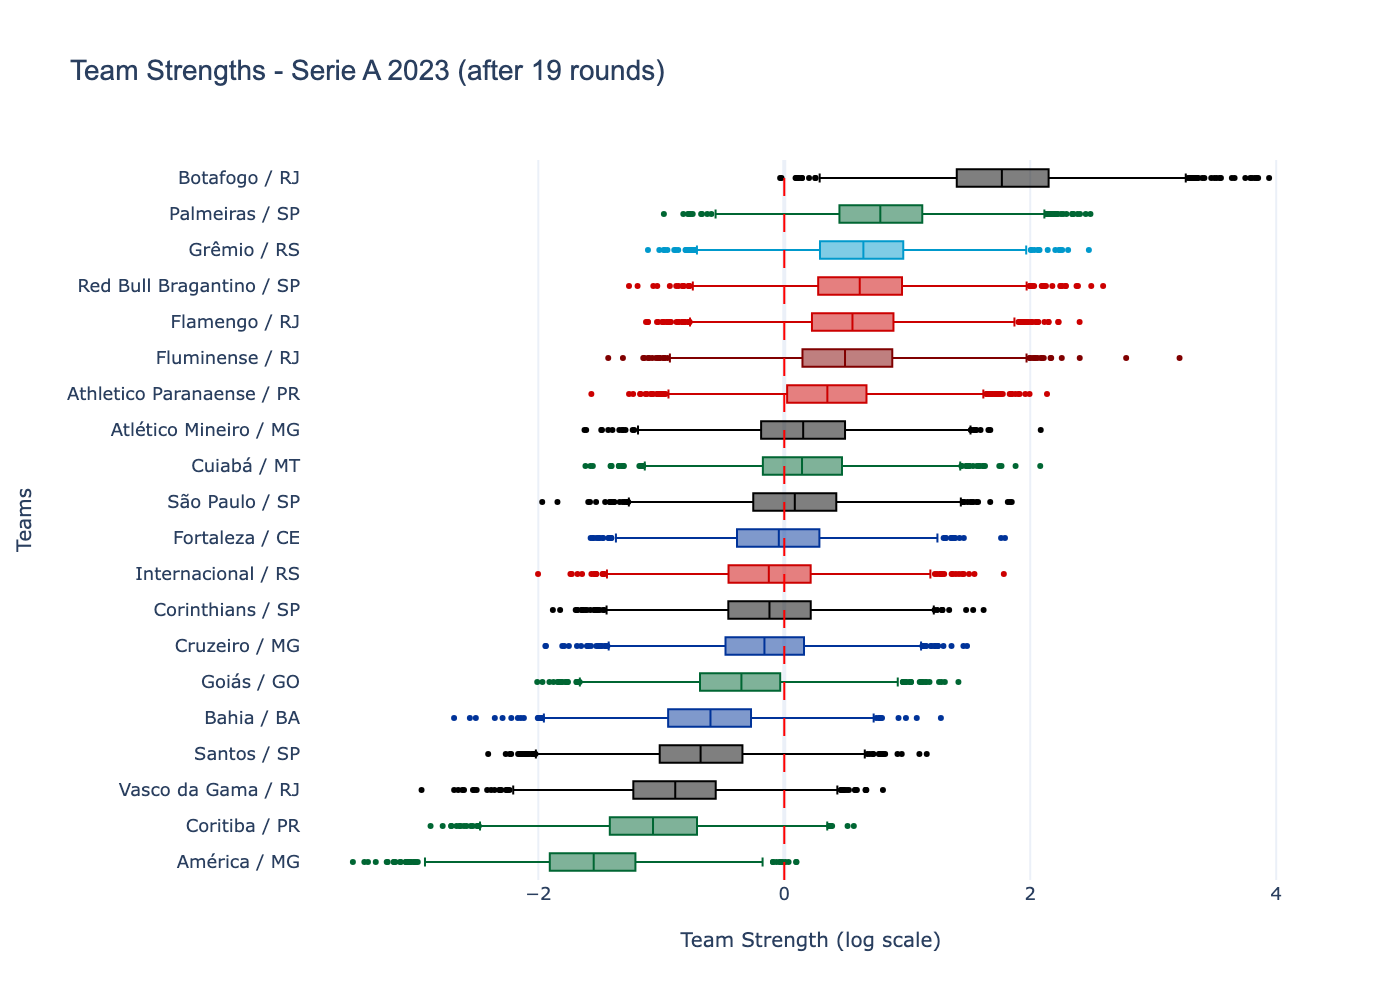 Team Strengths - Serie A 2023 (after 19 rounds)
Botafogo / RJ
Palmeiras / SP
Grêmio / RS
Red Bull Bragantino / SP
Flamengo / RJ
Fluminense / RJ
Athletico Paranaense / PR
Atlético Mineiro / MG
Cuiabá / MT
São Paulo / SP
Fortaleza / CE
Internacional / RS
Corinthians / SP
Cruzeiro / MG
Goiás / GO
Bahia / BA
Santos / SP
Vasco da Gama / RJ
Coritiba / PR
América / MG
Teams
−2 0 2 4
Team Strength (log scale)